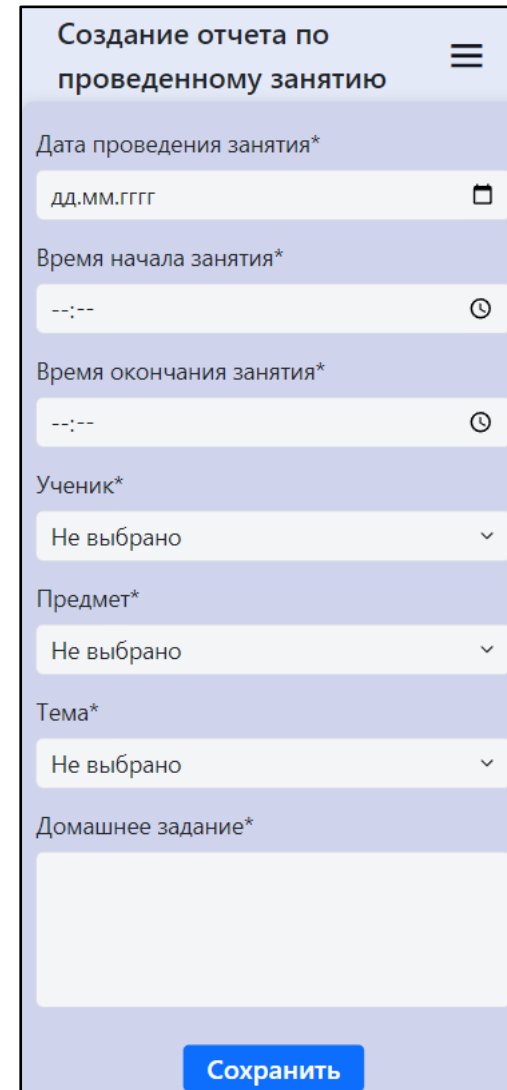 Создание отчета по
проведенному занятию
Дата проведения занятия*
дд.мм.гггг
Время начала занятия*
--:--
Время окончания занятия*
--:--
Ученик*
Не выбрано
Предмет*
Не выбрано
Тема*
Не выбрано
Домашнее задание*
Сохранить